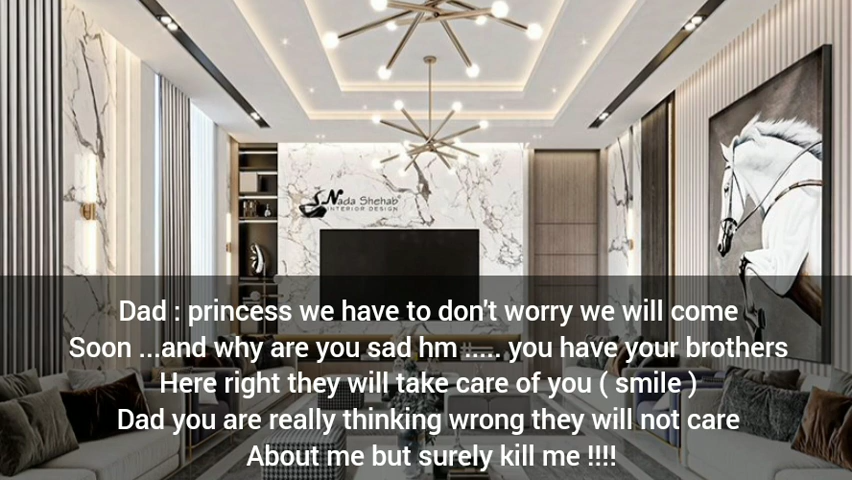 Nada Shehab
INTERIOR DESIGN
Dad : princess we have to don't worry we will come
Soon ...and why are you sad hm ..... you have your brothers
Here right they will take care of you ( smile )
Dad you are really thinking wrong they will not care
About me but surely kill me !!!!